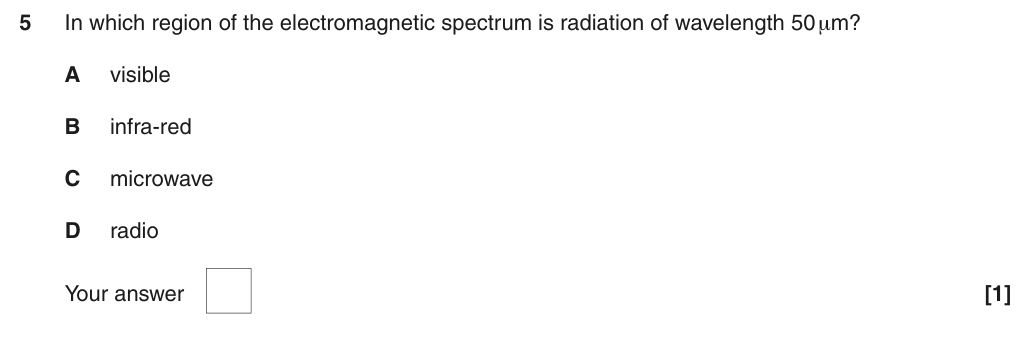 5 In which region of the electromagnetic spectrum is radiation of wavelength 50 μm?
A visible
B infra-red
C microwave
D radio
Your answer [1]